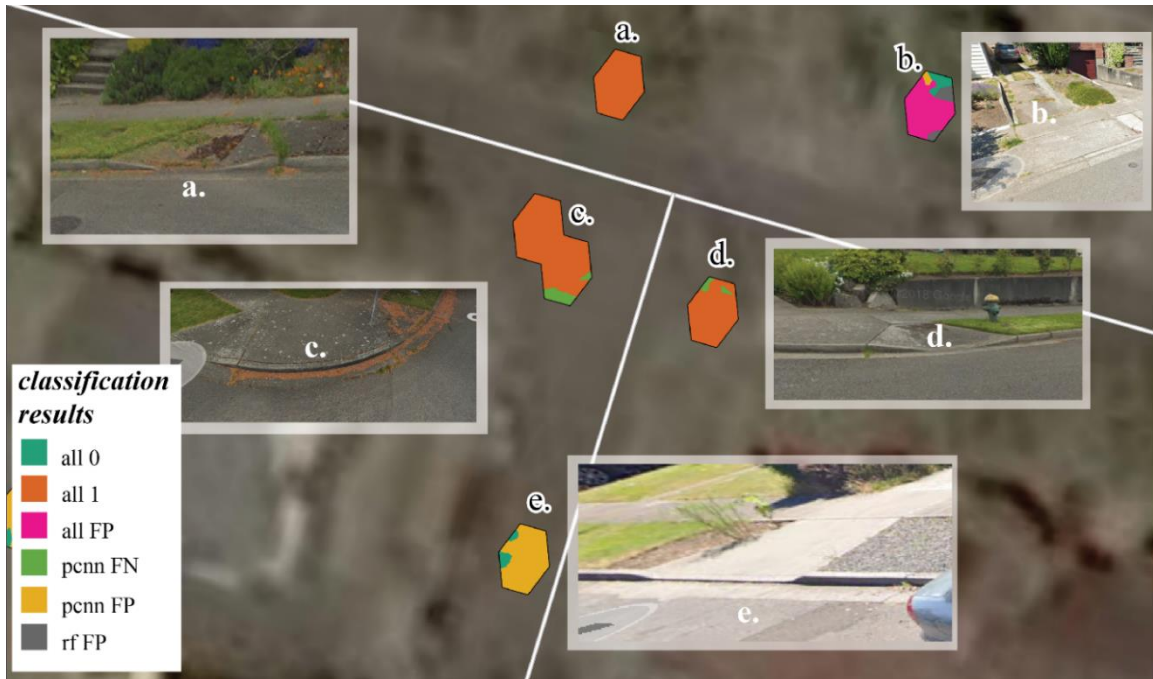 a.
b.
a.
b.
c.
d.
c.
d.
e.
e.
classification
results
all 0
all 1
all FP
pcnn FN
pcnn FP
rf FP